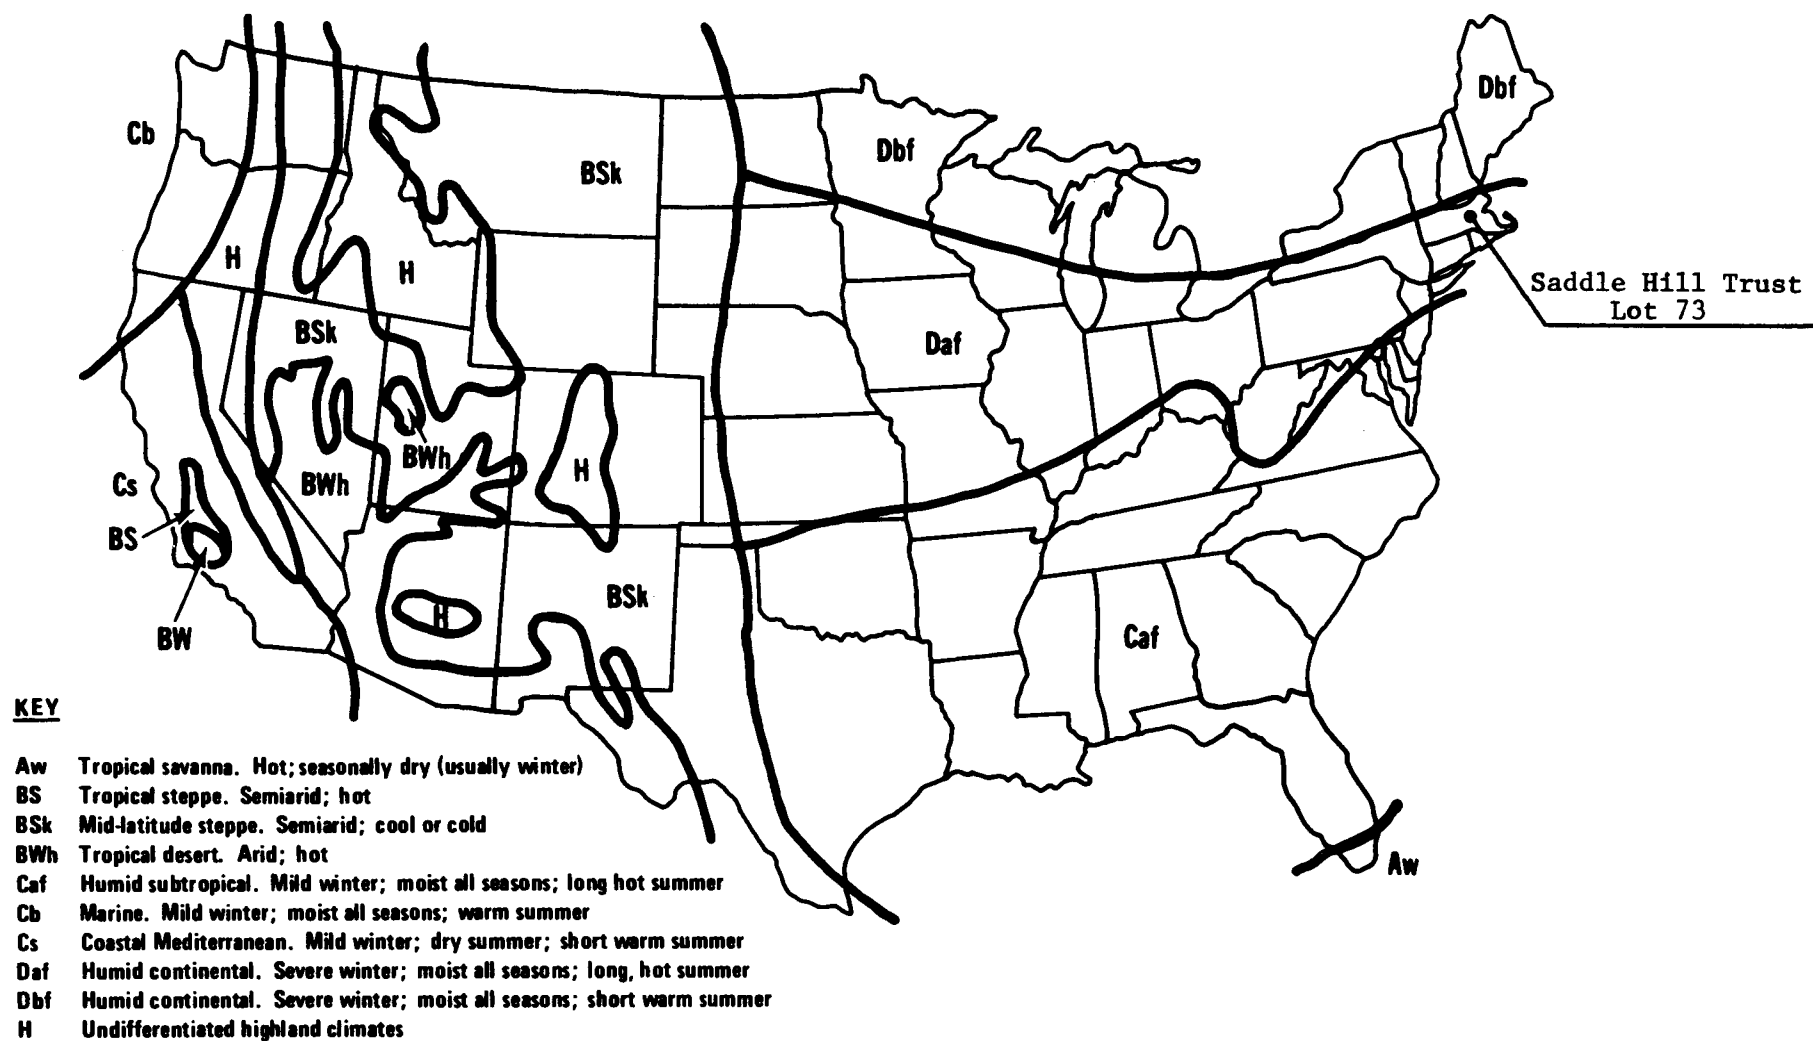 Dbf
Cb
Dbf
BSk
H
H
Saddle Hill Trust
Lot 73
BSk
Daf
BWh
H
Cs
BWh
BS
BSk
H
BW
Caf
KEY
Aw Tropical savanna. Hot; seasonally dry (usually winter)
BS Tropical steppe. Semiarid; hot
BSk Mid-latitude steppe. Semiarid; cool or cold
BWh Tropical desert. Arid; hot
Aw
Caf Humid subtropical. Mild winter; moist all seasons; long hot summer
Cb Marine. Mild winter; moist all seasons; warm summer
Cs Coastal Mediterranean. Mild winter; dry summer; short warm summer
Daf Humid continental. Severe winter; moist all seasons; long, hot summer
Dbf Humid continental. Severe winter; moist all seasons; short warm summer
H Undifferentiated highland climates